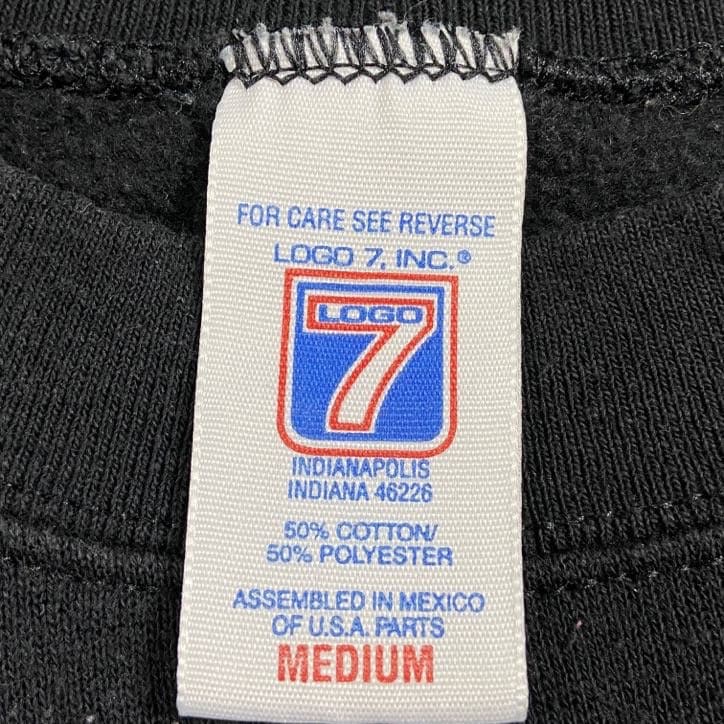 FOR CARE SEE REVERSE
LOGO 7, INC.®
LOGO
7
INDIANAPOLIS
INDIANA 46226
50% COTTON/
50% POLYESTER
ASSEMBLED IN MEXICO
OF U.S.A. PARTS
MEDIUM